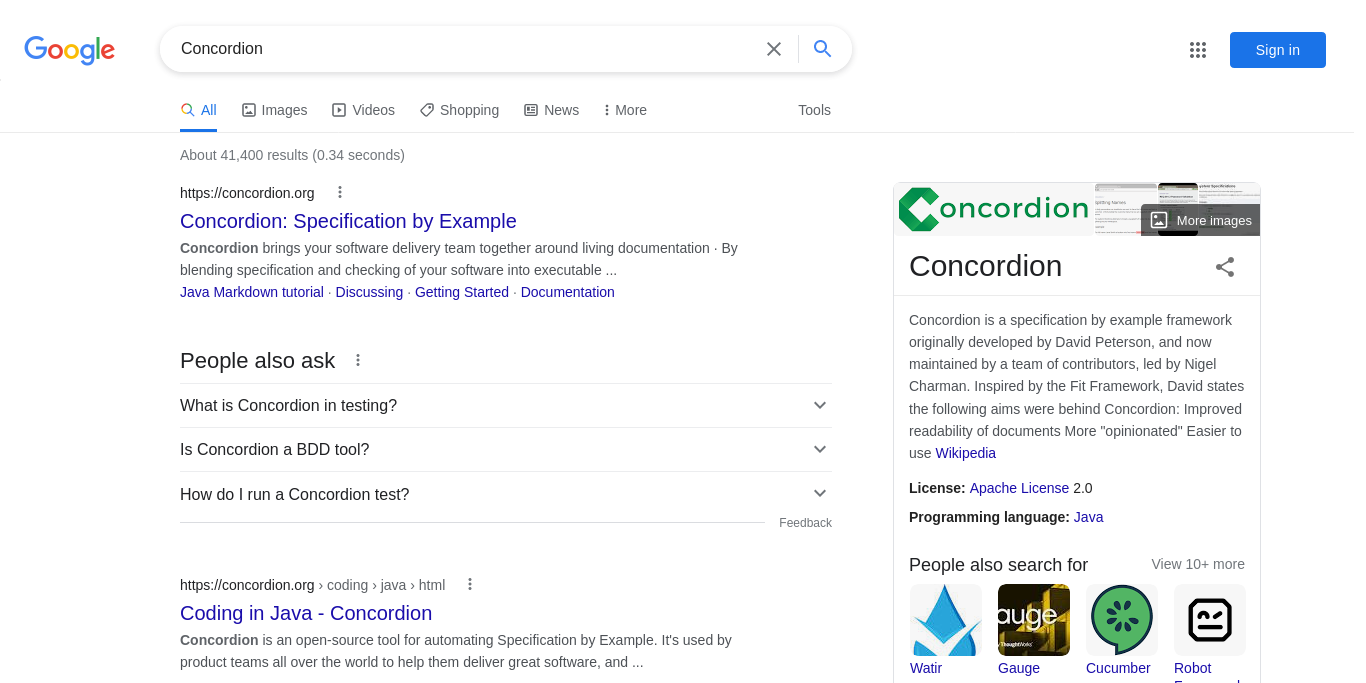 Google
Concordion
Sign in
All
Images
Videos
Shopping
News
More
Tools
About 41,400 results (0.34 seconds)
https://concordion.org
Concordion: Specification by Example
Concordion brings your software delivery team together around living documentation · By
blending specification and checking of your software into executable ...
Java Markdown tutorial · Discussing · Getting Started · Documentation
People also ask
What is Concordion in testing?
Is Concordion a BDD tool?
How do I run a Concordion test?
Feedback
https://concordion.org › coding › java › html
Coding in Java - Concordion
Concordion is an open-source tool for automating Specification by Example. It's used by
product teams all over the world to help them deliver great software, and ...
Concordion
More images
Concordion
Concordion is a specification by example framework
originally developed by David Peterson, and now
maintained by a team of contributors, led by Nigel
Charman. Inspired by the Fit Framework, David states
the following aims were behind Concordion: Improved
readability of documents More "opinionated" Easier to
use Wikipedia
License: Apache License 2.0
Programming language: Java
People also search for
View 10+ more
auge
ThoughtWorks
Watir
Gauge
Cucumber
Robot